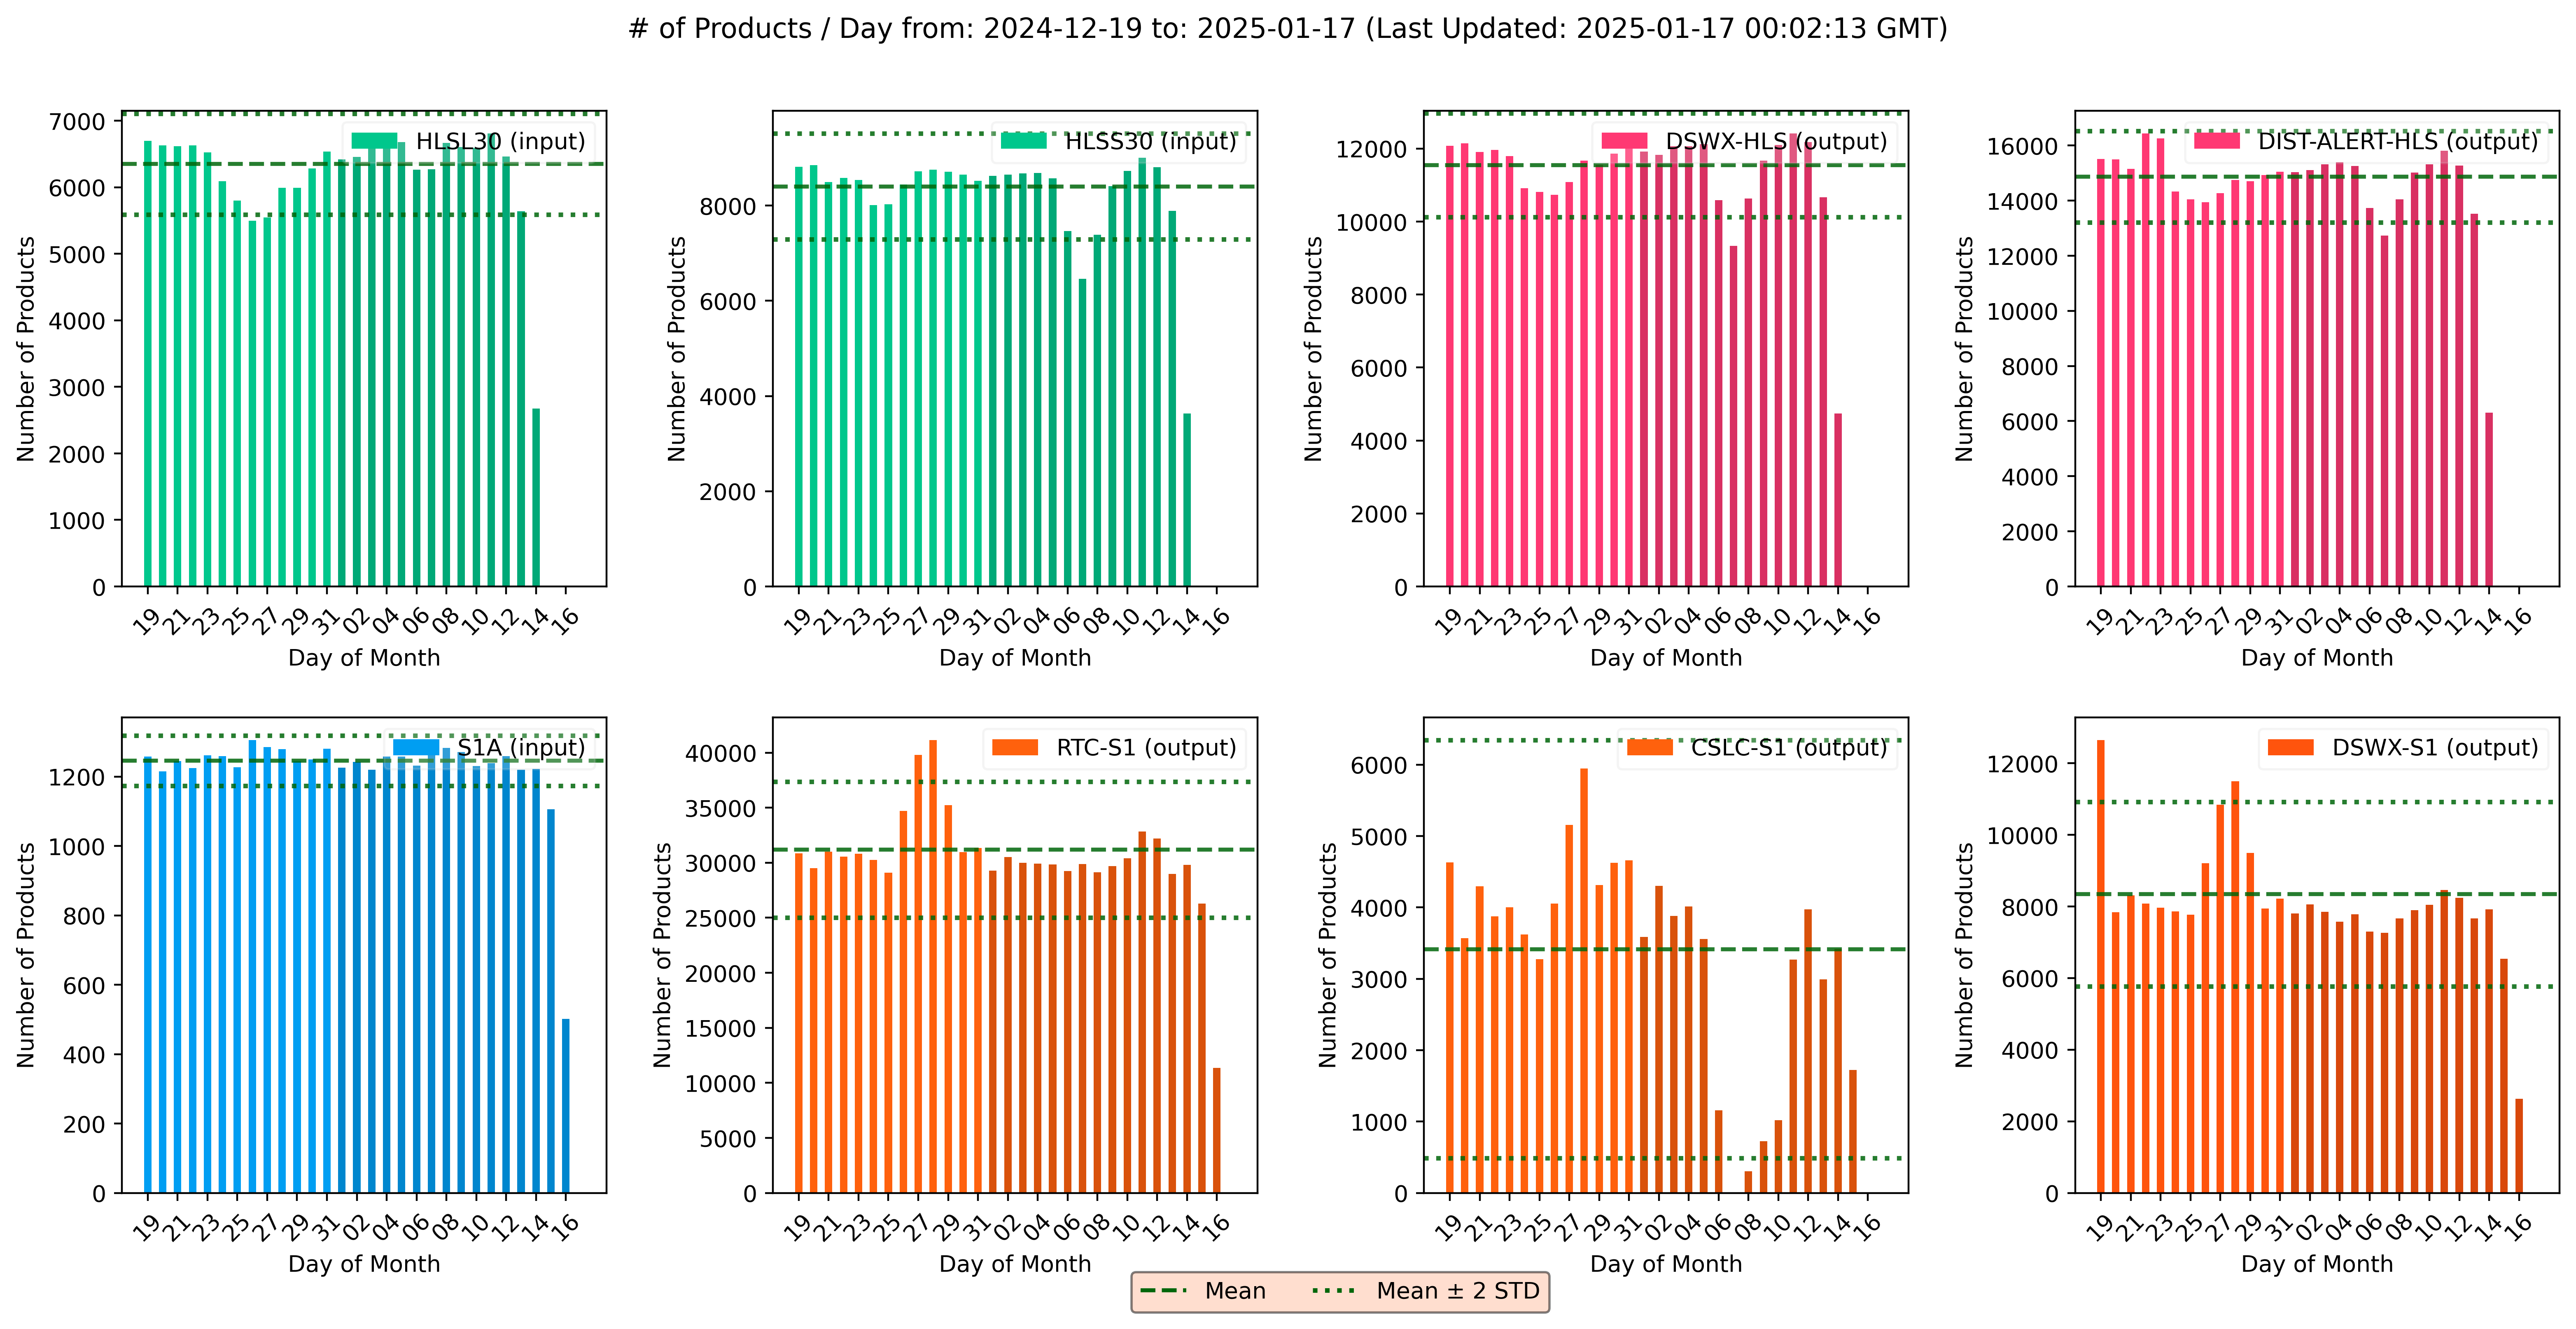 # of Products / Day from: 2024-12-19 to: 2025-01-17 (Last Updated: 2025-01-17 00:02:13 GMT)
HLSL30 (input)
Number of Products
7000
6000
5000
4000
3000
2000
1000
0
19 21 23 25 27 29 31 02 04 06 08 10 12 14 16
Day of Month
HLSS30 (input)
Number of Products
8000
6000
4000
2000
0
19 21 23 25 27 29 31 02 04 06 08 10 12 14 16
Day of Month
DSWX-HLS (output)
Number of Products
12000
10000
8000
6000
4000
2000
0
19 21 23 25 27 29 31 02 04 06 08 10 12 14 16
Day of Month
DIST-ALERT-HLS (output)
Number of Products
16000
14000
12000
10000
8000
6000
4000
2000
0
19 21 23 25 27 29 31 02 04 06 08 10 12 14 16
Day of Month
S1A (input)
Number of Products
1200
1000
800
600
400
200
0
19 21 23 25 27 29 31 02 04 06 08 10 12 14 16
Day of Month
RTC-S1 (output)
Number of Products
40000
35000
30000
25000
20000
15000
10000
5000
0
19 21 23 25 27 29 31 02 04 06 08 10 12 14 16
Day of Month
CSLC-S1 (output)
Number of Products
6000
5000
4000
3000
2000
1000
0
19 21 23 25 27 29 31 02 04 06 08 10 12 14 16
Day of Month
DSWX-S1 (output)
Number of Products
12000
10000
8000
6000
4000
2000
0
19 21 23 25 27 29 31 02 04 06 08 10 12 14 16
Day of Month
Mean
Mean ± 2 STD